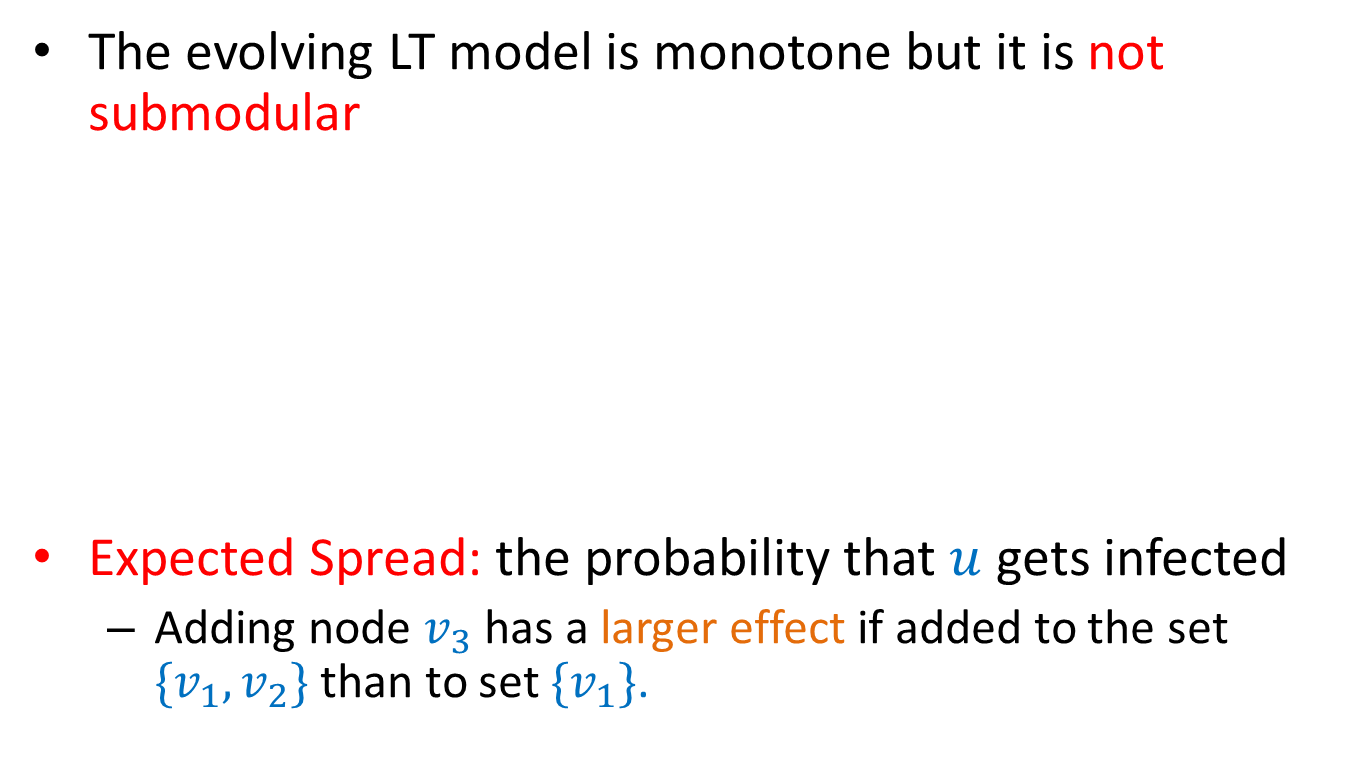 • The evolving LT model is monotone but it is not
submodular
• Expected Spread: the probability that 𝑢 gets infected
– Adding node 𝑣₃ has a larger effect if added to the set
{𝑣₁, 𝑣₂} than to set {𝑣₁}.